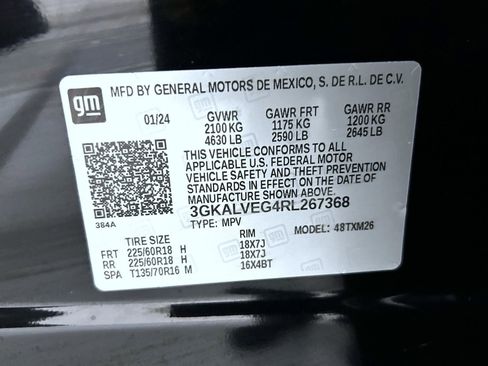 gm
MFD BY GENERAL MOTORS DE MEXICO, S. DE R.L. DE C.V.
01/24 GVWR GAWR FRT GAWR RR
2100 KG 1175 KG 1200 KG
4630 LB 2590 LB 2645 LB
THIS VEHICLE CONFORMS TO ALL
APPLICABLE U.S. FEDERAL MOTOR
VEHICLE SAFETY AND THEFT PREVENTION
STANDARDS IN EFFECT ON THE DATE OF
MANUFACTURE SHOWN ABOVE.
3GKALVEG4RL267368
384A
TYPE: MPV MODEL: 48TXM26
TIRE SIZE RIM
FRT 225/60R18 H 18X7J
RR 225/60R18 H 18X7J
SPA T135/70R16 M 16X4BT